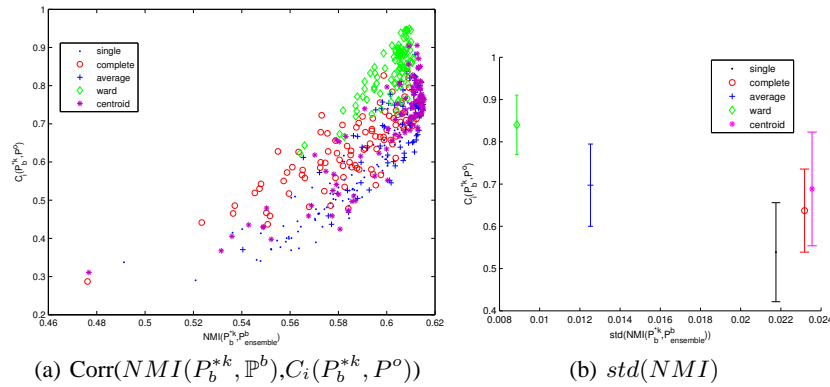 1
0.9
0.8
0.7
0.6
0.5
0.4
0.3
0.2
C_i(P_b^{*k},P^o)
single
complete
average
ward
centroid
0.46 0.48 0.5 0.52 0.54 0.56 0.58 0.6 0.62
NMI(P_b^{*k},P^b_{ensemble})
(a) Corr(NMI(P_b^{*k}, ℙ^b),C_i(P_b^{*k}, P^o))
1
0.9
0.8
0.7
0.6
0.5
0.4
C_i(P_b^{*k},P^o)
single
complete
average
ward
centroid
0.008 0.01 0.012 0.014 0.016 0.018 0.02 0.022 0.024
std(NMI(P_b^{*k},P^b_{ensemble}))
(b) std(NMI)